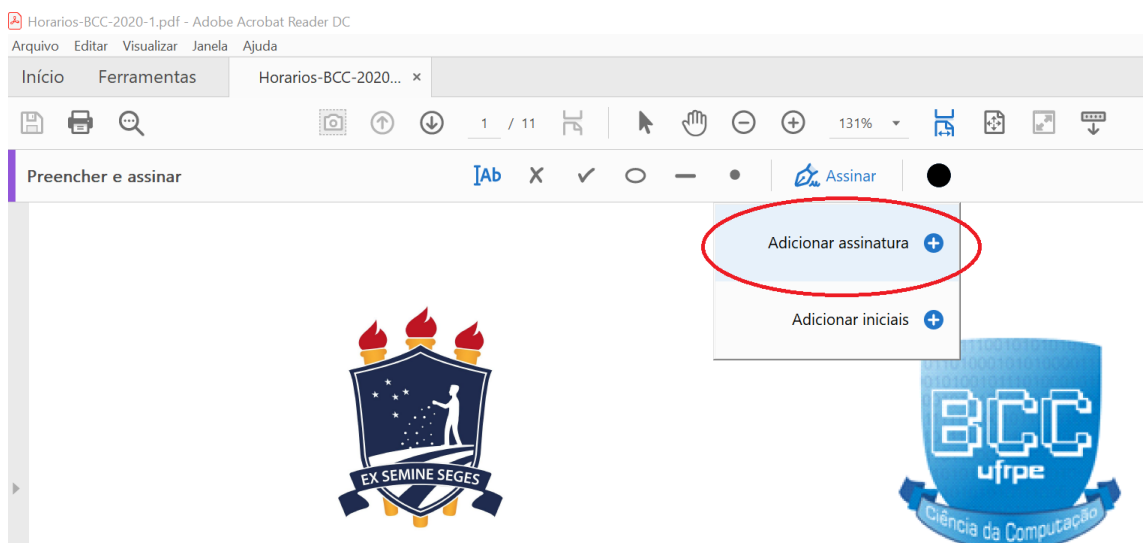 Horarios-BCC-2020-1.pdf - Adobe Acrobat Reader DC
Arquivo Editar Visualizar Janela Ajuda
Início Ferramentas Horarios-BCC-2020... ×
1 / 11 131%
Preencher e assinar IAb Assinar
Adicionar assinatura
Adicionar iniciais
EX SEMINE SEGES
BCC
ufrpe
Ciência da Computação